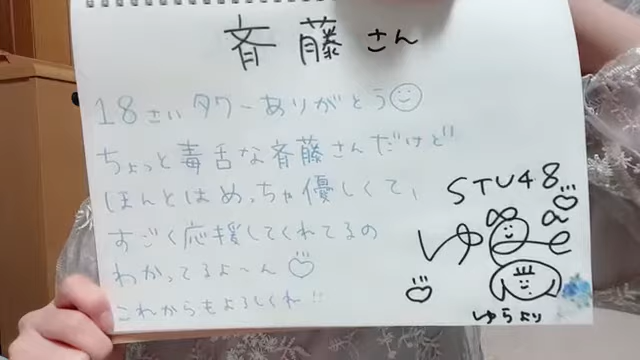 斉藤さん
18さいタワーありがとう
ちょっと毒舌な斉藤さんだけど
ほんとはめっちゃ優しくて、
すごく応援してくれてるの
わかってるよ〜ん
これからもよろしくね!!
STU48
ゆうより